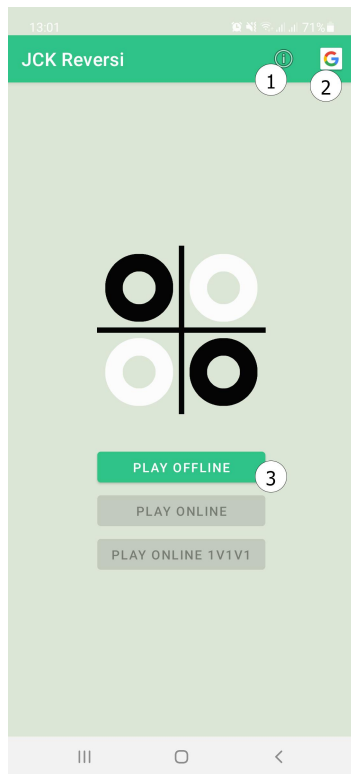 13:01 71%
JCK Reversi
G
1
2
PLAY OFFLINE
3
PLAY ONLINE
PLAY ONLINE 1V1V1